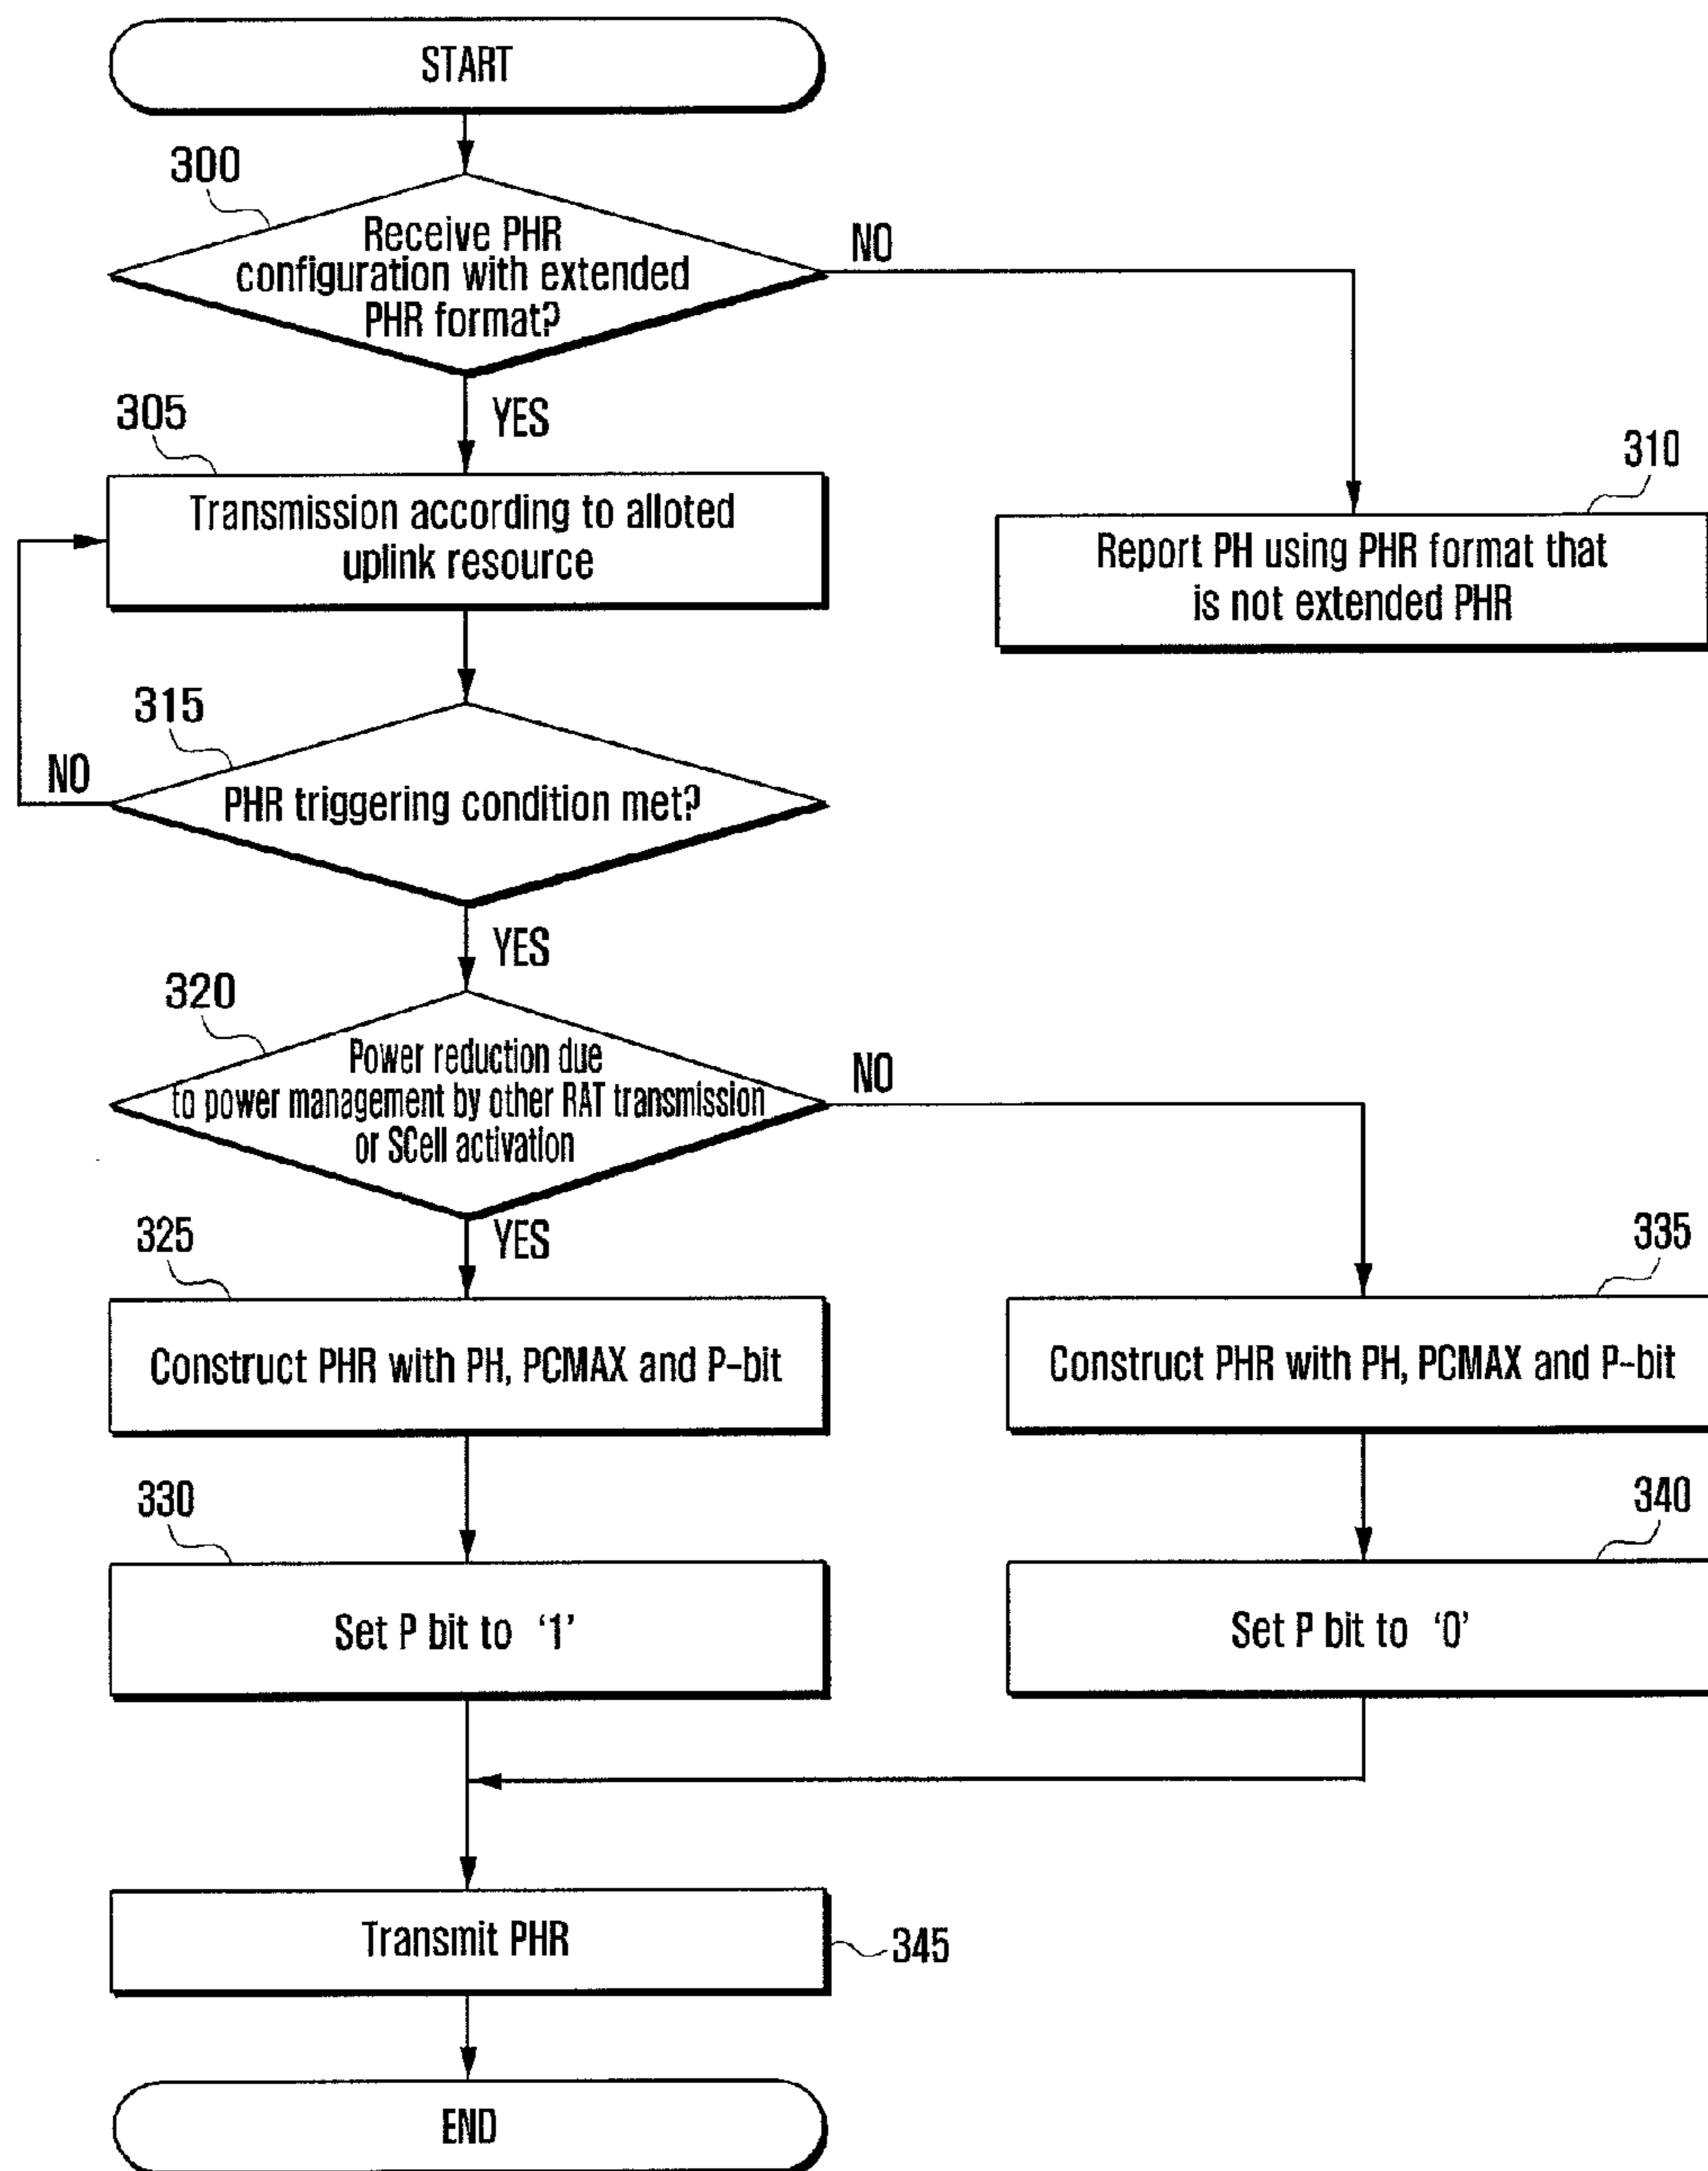 START
300
Receive PHR
configuration with extended
PHR format?
NO
YES
305
Transmission according to alloted
uplink resource
310
Report PH using PHR format that
is not extended PHR
315
NO
PHR triggering condition met?
YES
320
Power reduction due
to power management by other RAT transmission
or SCell activation
NO
YES
325
Construct PHR with PH, PCMAX and P-bit
335
Construct PHR with PH, PCMAX and P-bit
330
Set P bit to '1'
340
Set P bit to '0'
Transmit PHR
345
END